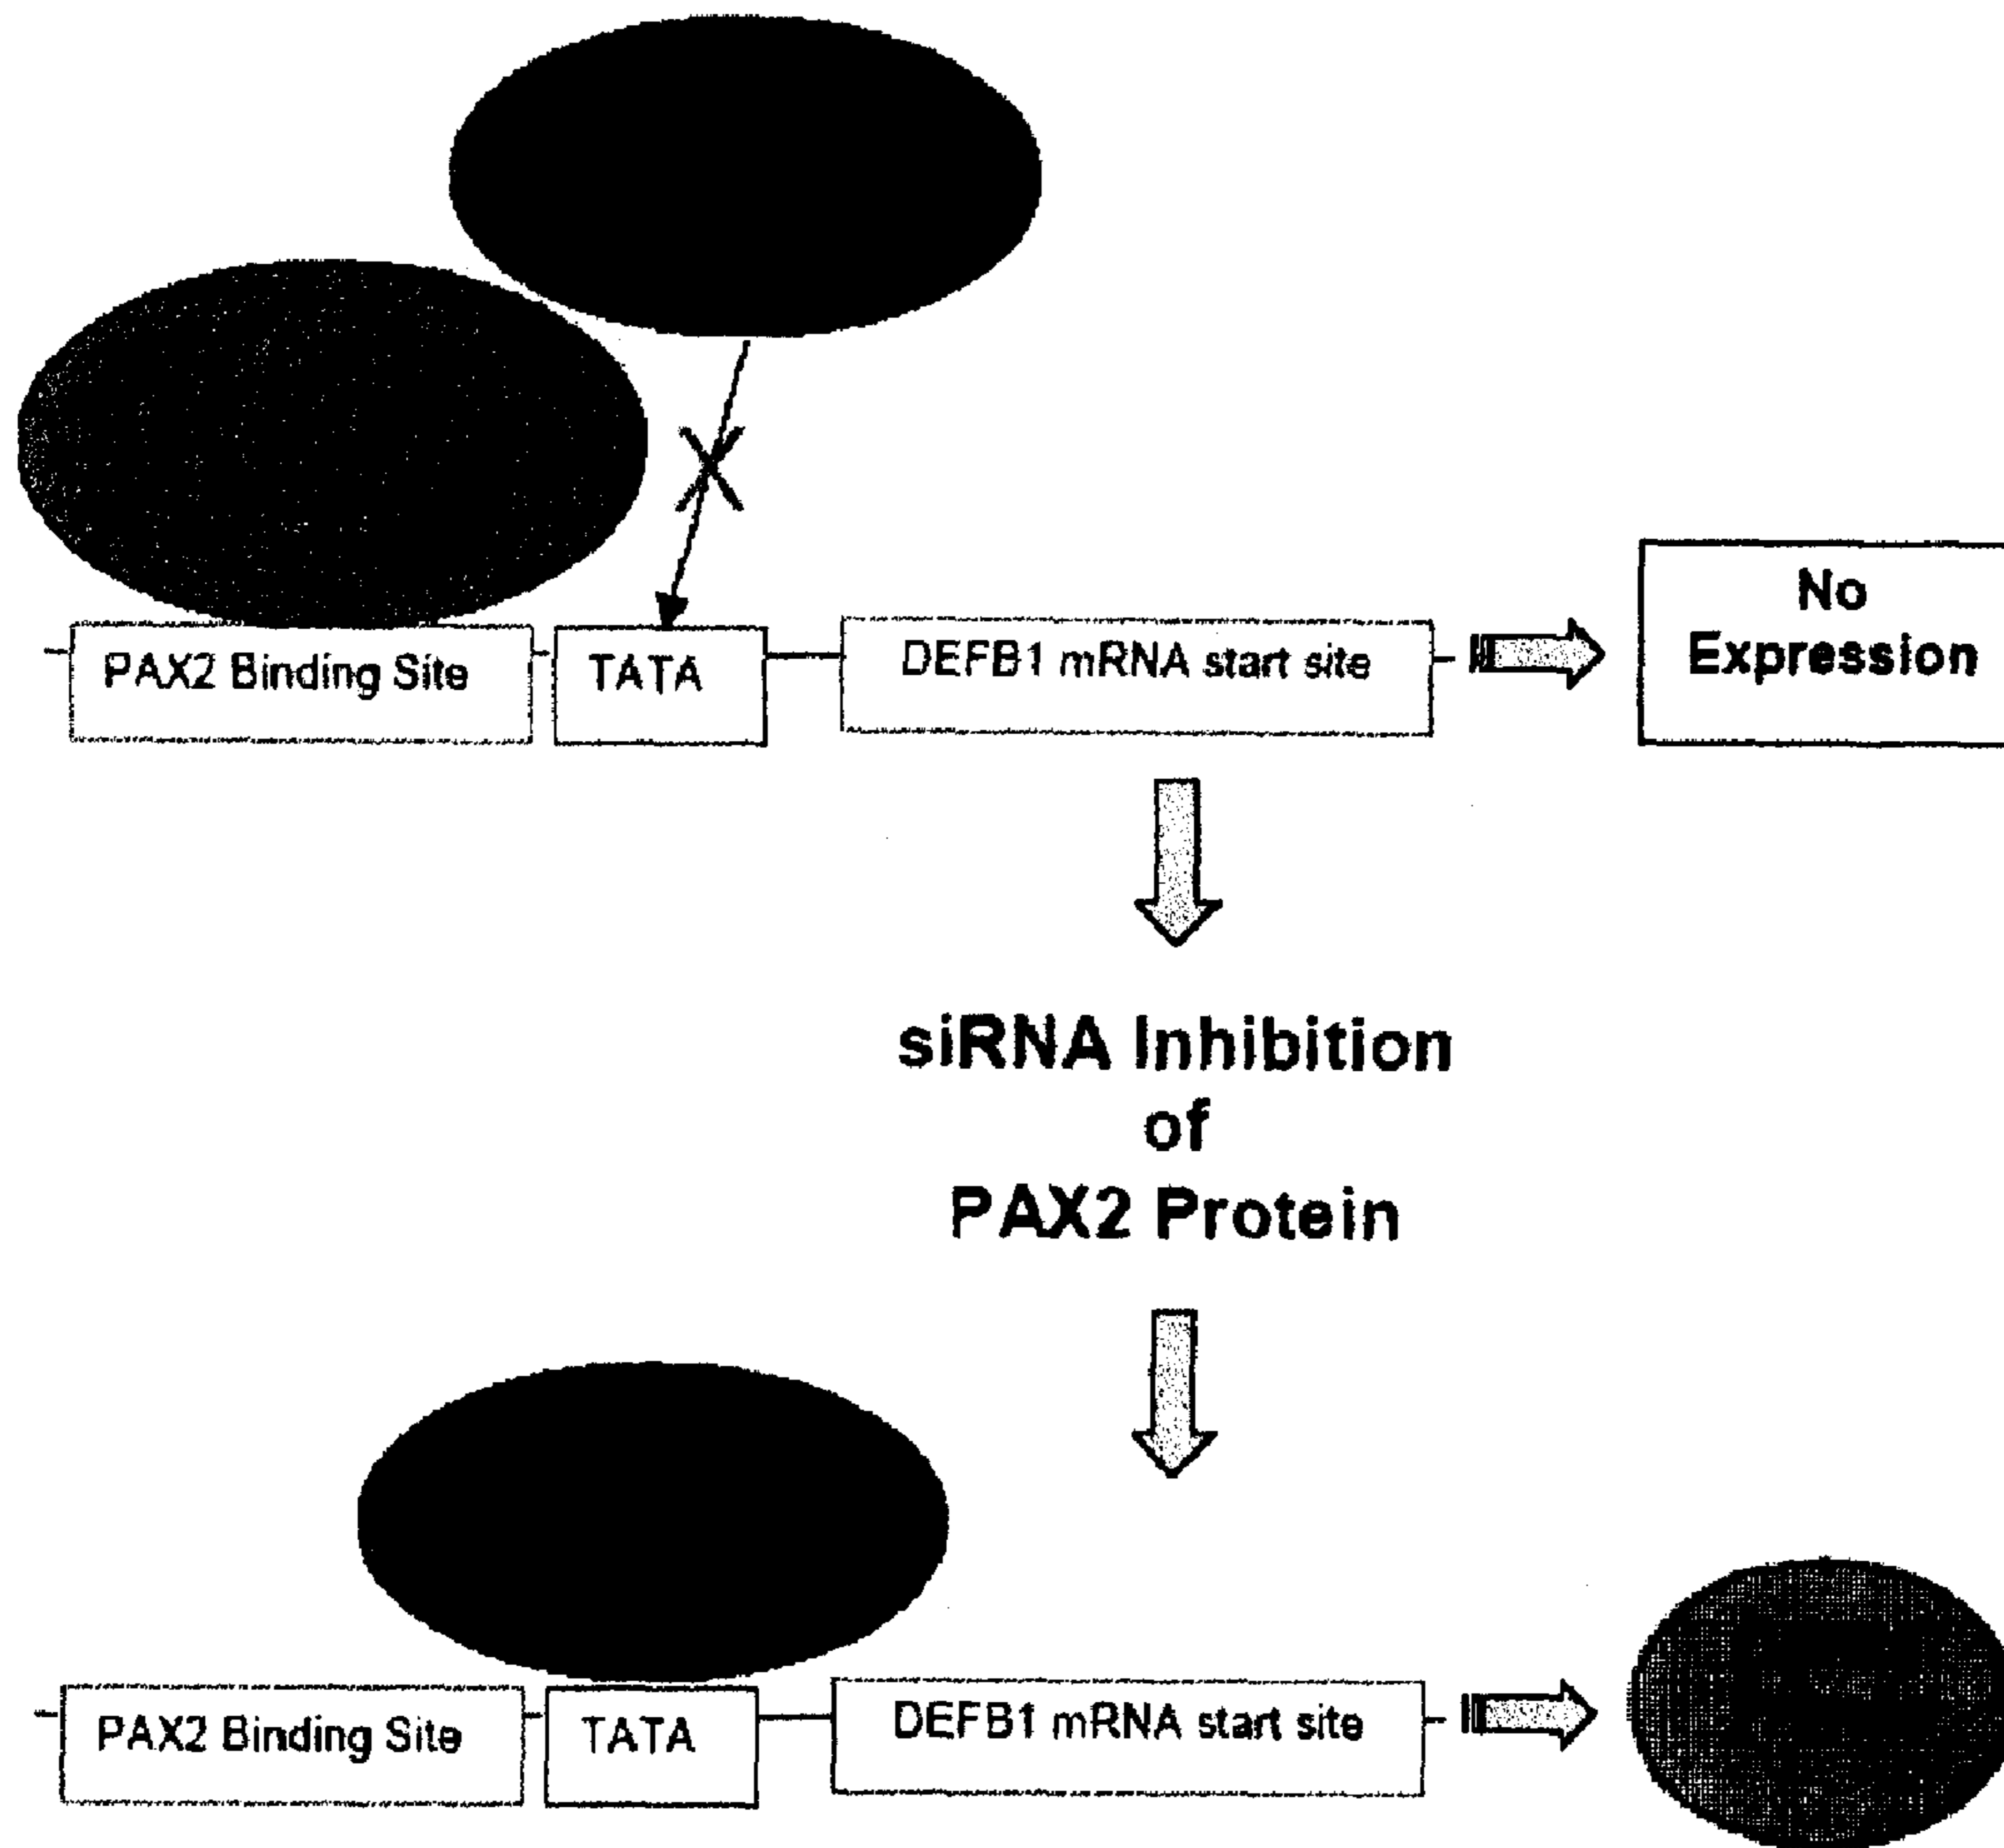 PAX2 Binding Site
TATA
DEFB1 mRNA start site
No
Expression
siRNA Inhibition
of
PAX2 Protein
PAX2 Binding Site
TATA
DEFB1 mRNA start site